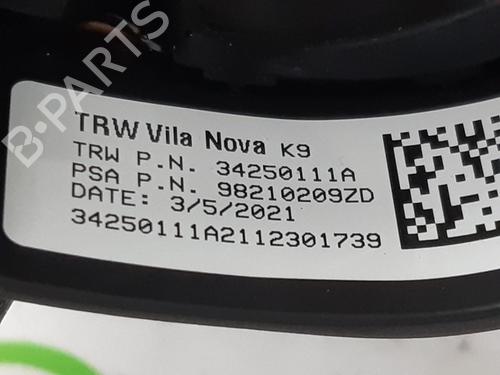 B-PARTS
TRW Vila Nova K9
TRW P.N. 34250111A
PSA P.N. 98210209ZD
DATE: 3/5/2021
34250111A2112301739